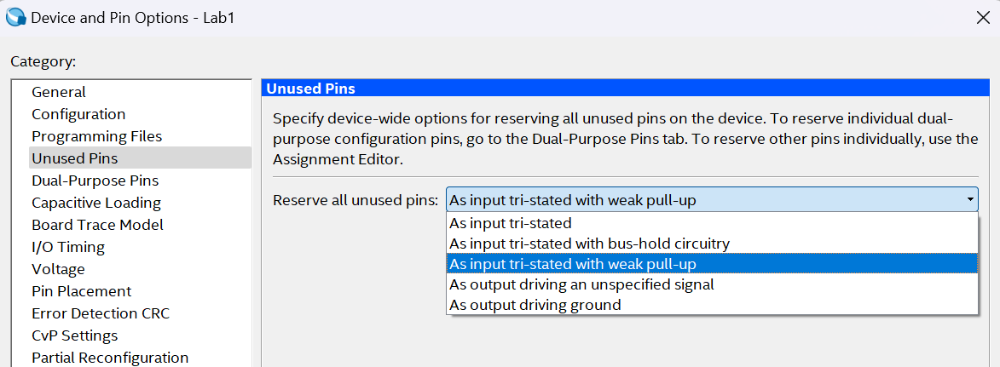 Device and Pin Options - Lab1
Category:
General
Configuration
Programming Files
Unused Pins
Dual-Purpose Pins
Capacitive Loading
Board Trace Model
I/O Timing
Voltage
Pin Placement
Error Detection CRC
CvP Settings
Partial Reconfiguration
Unused Pins
Specify device-wide options for reserving all unused pins on the device. To reserve individual dual-
purpose configuration pins, go to the Dual-Purpose Pins tab. To reserve other pins individually, use the
Assignment Editor.
Reserve all unused pins: As input tri-stated with weak pull-up
As input tri-stated
As input tri-stated with bus-hold circuitry
As input tri-stated with weak pull-up
As output driving an unspecified signal
As output driving ground